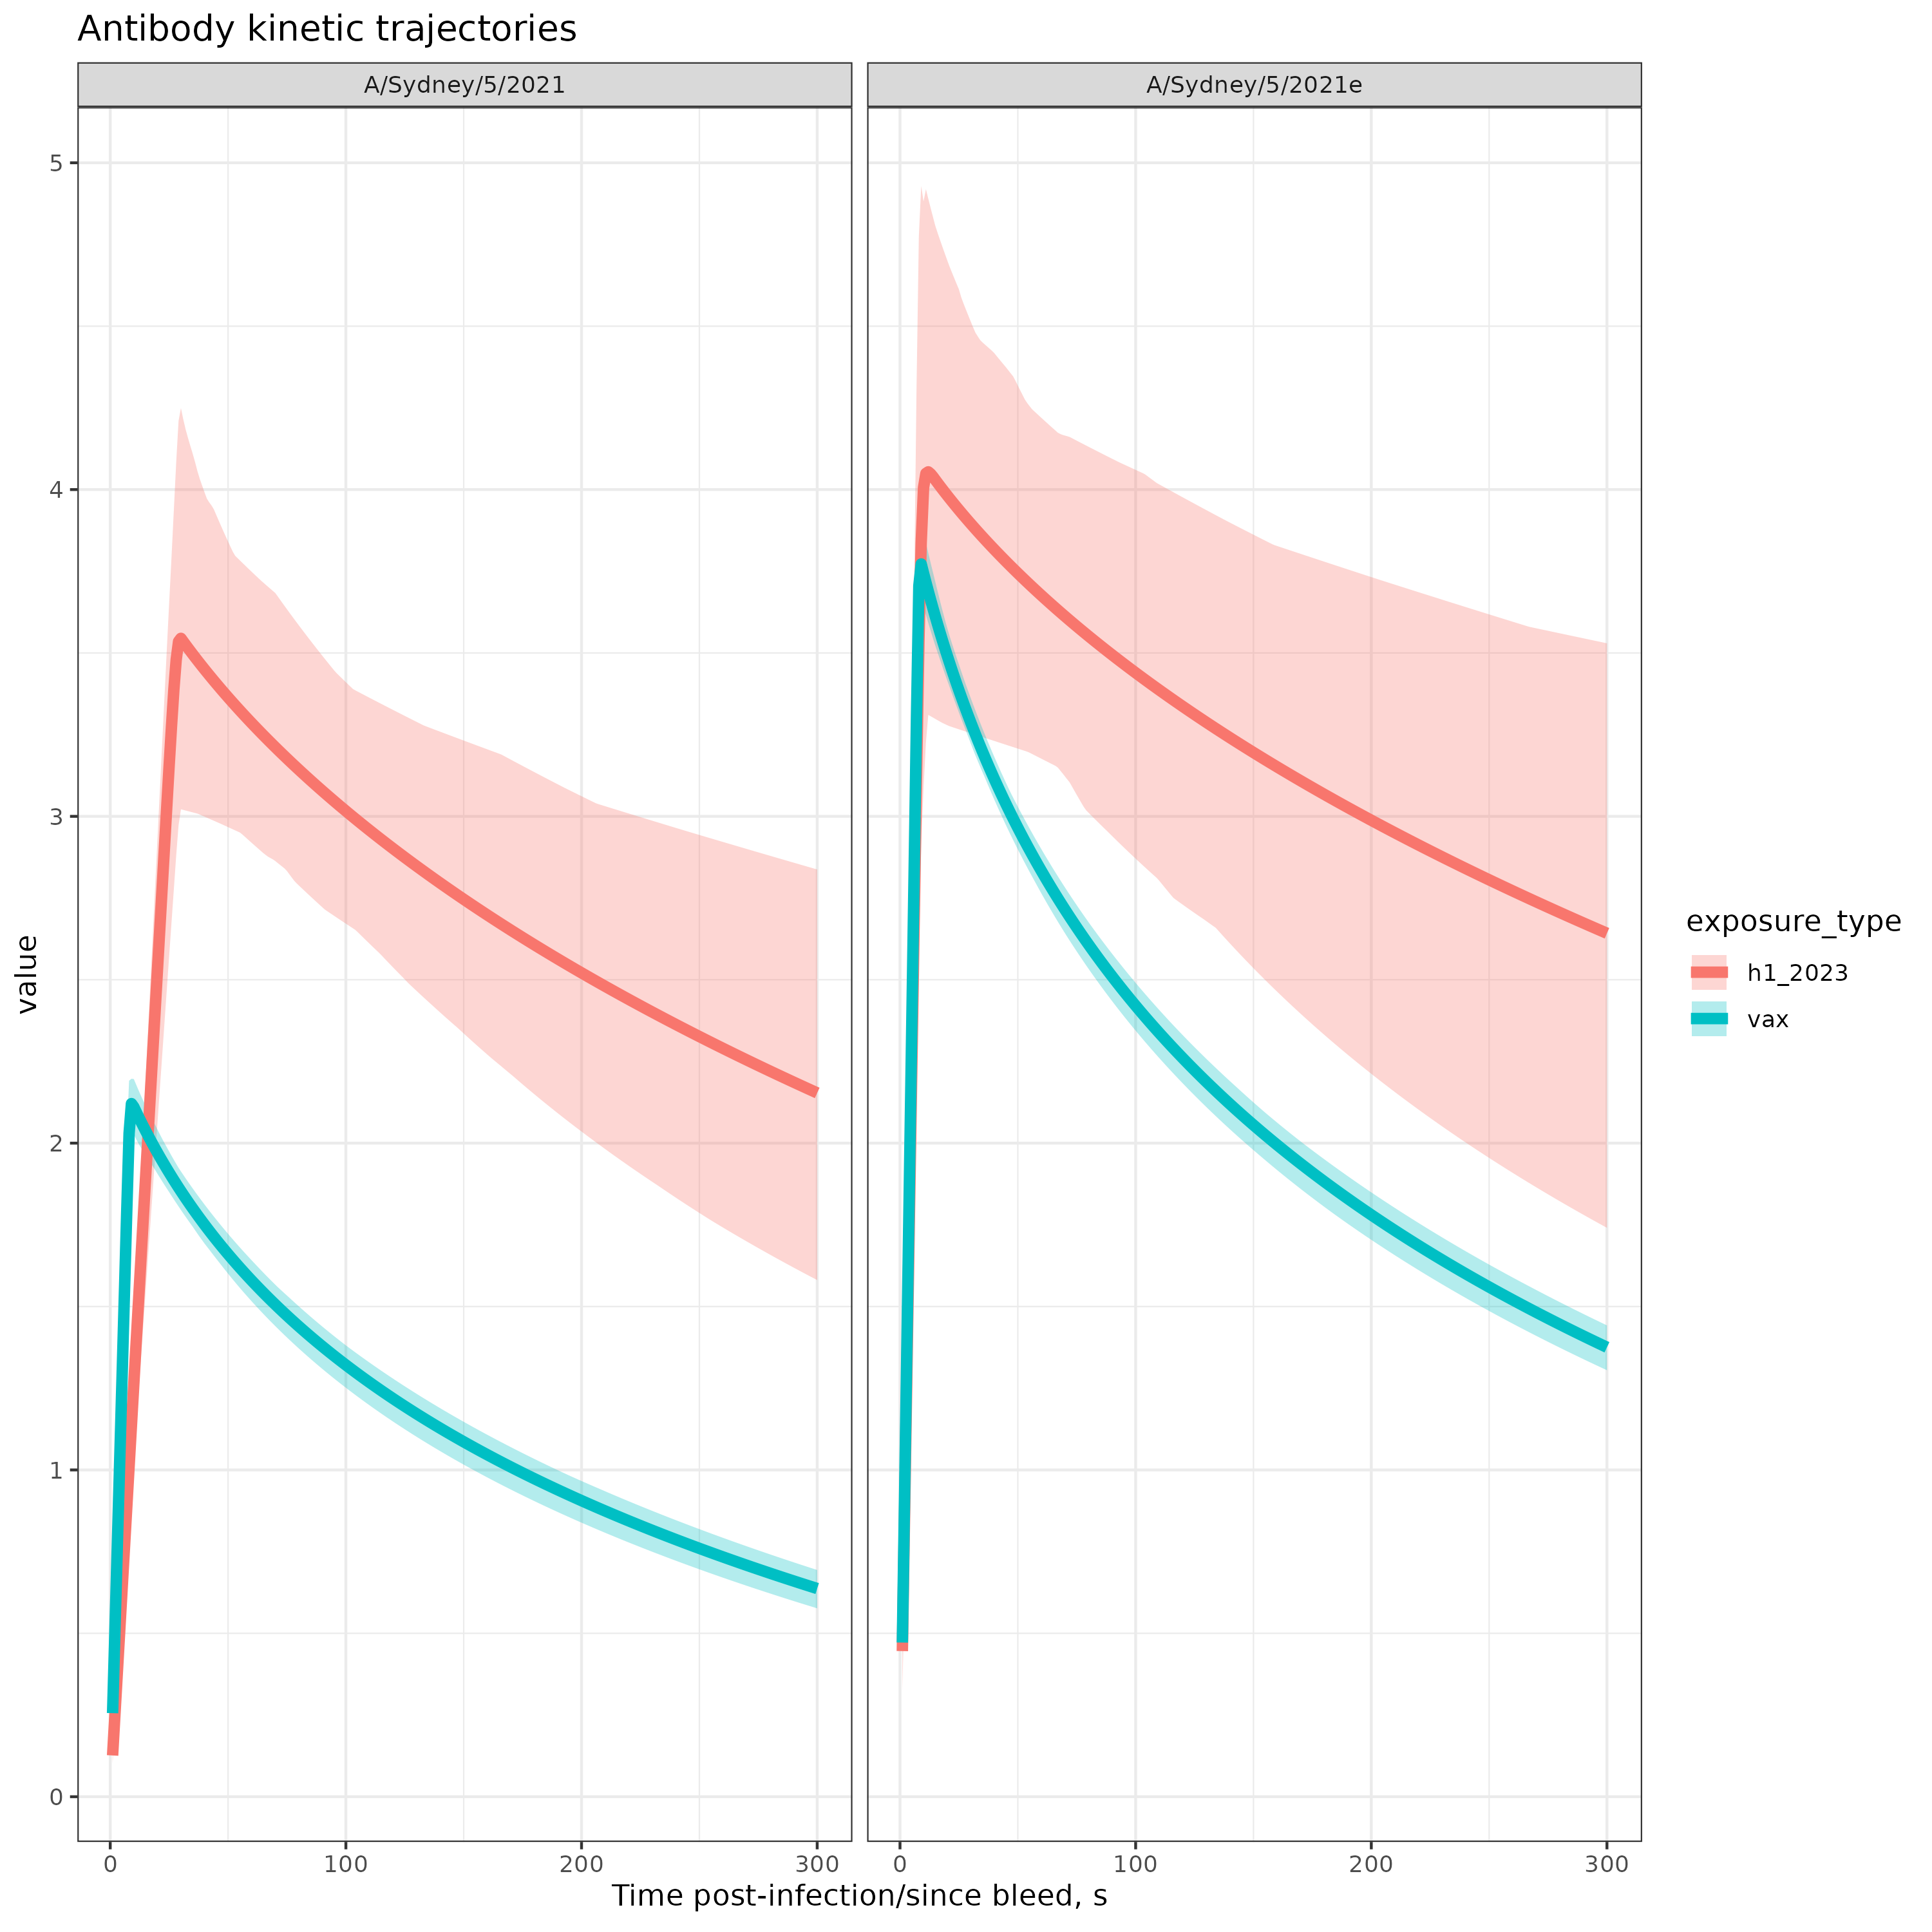 Antibody kinetic trajectories
A/Sydney/5/2021
A/Sydney/5/2021e
5
4
3
2
1
0
value
0 100 200 300
0 100 200 300
Time post-infection/since bleed, s
exposure_type
h1_2023
vax